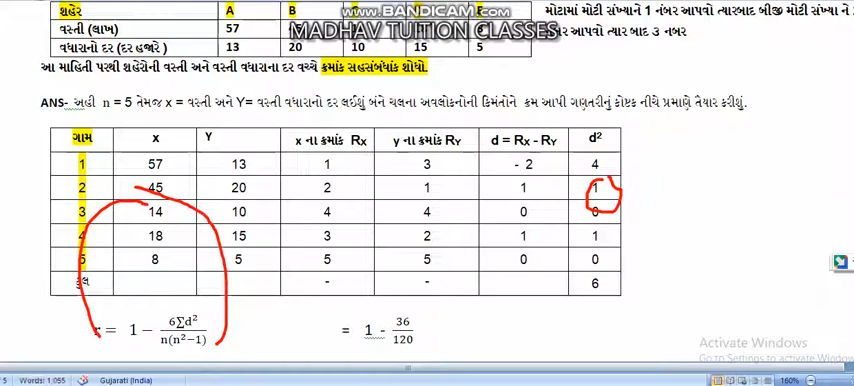 WWW.BANDICAM.COM
MADHAV TUITION CLASSES
શહેર A B C
વસ્તી (લાખ) 57
વધારાનો દર (દર હજારે) 13 20 10 15 5
મોટામાં મોટી સંખ્યાને 1 નંબર આપવો ત્યારબાદ બીજી મોટી સંખ્યા ને
આપવો ત્યાર બાદ 3 નંબર
આ માહિતી પરથી શહેરોની વસ્તી અને વસ્તી વધારાના દર વચ્ચે ક્રમાંક સહસંબંધાંક શોધો.
ANS- અહી n = 5 તેમજ x = વસ્તી અને Y= વસ્તી વધારાનો દર લઈશું બંને ચલના અવલોકનોની કિંમતોને ક્રમ આપી ગણતરીનું કોષ્ટક નીચે પ્રમાણે તૈયાર કરીશું.
ગામ x Y x ના ક્રમાંક Rx y ના ક્રમાંક RY d = Rx - RY d²
1 57 13 1 3 - 2 4
2 45 20 2 1 1 1
3 14 10 4 4 0 0
4 18 15 3 2 1 1
5 8 5 5 5 0 0
કુલ - - 6
r = 1 − 6∑d² / n(n²−1) = 1 - 36/120
Activate Windows
Go to Settings to activate Windows
5 Words: 1,055 Gujarati (India) 160%